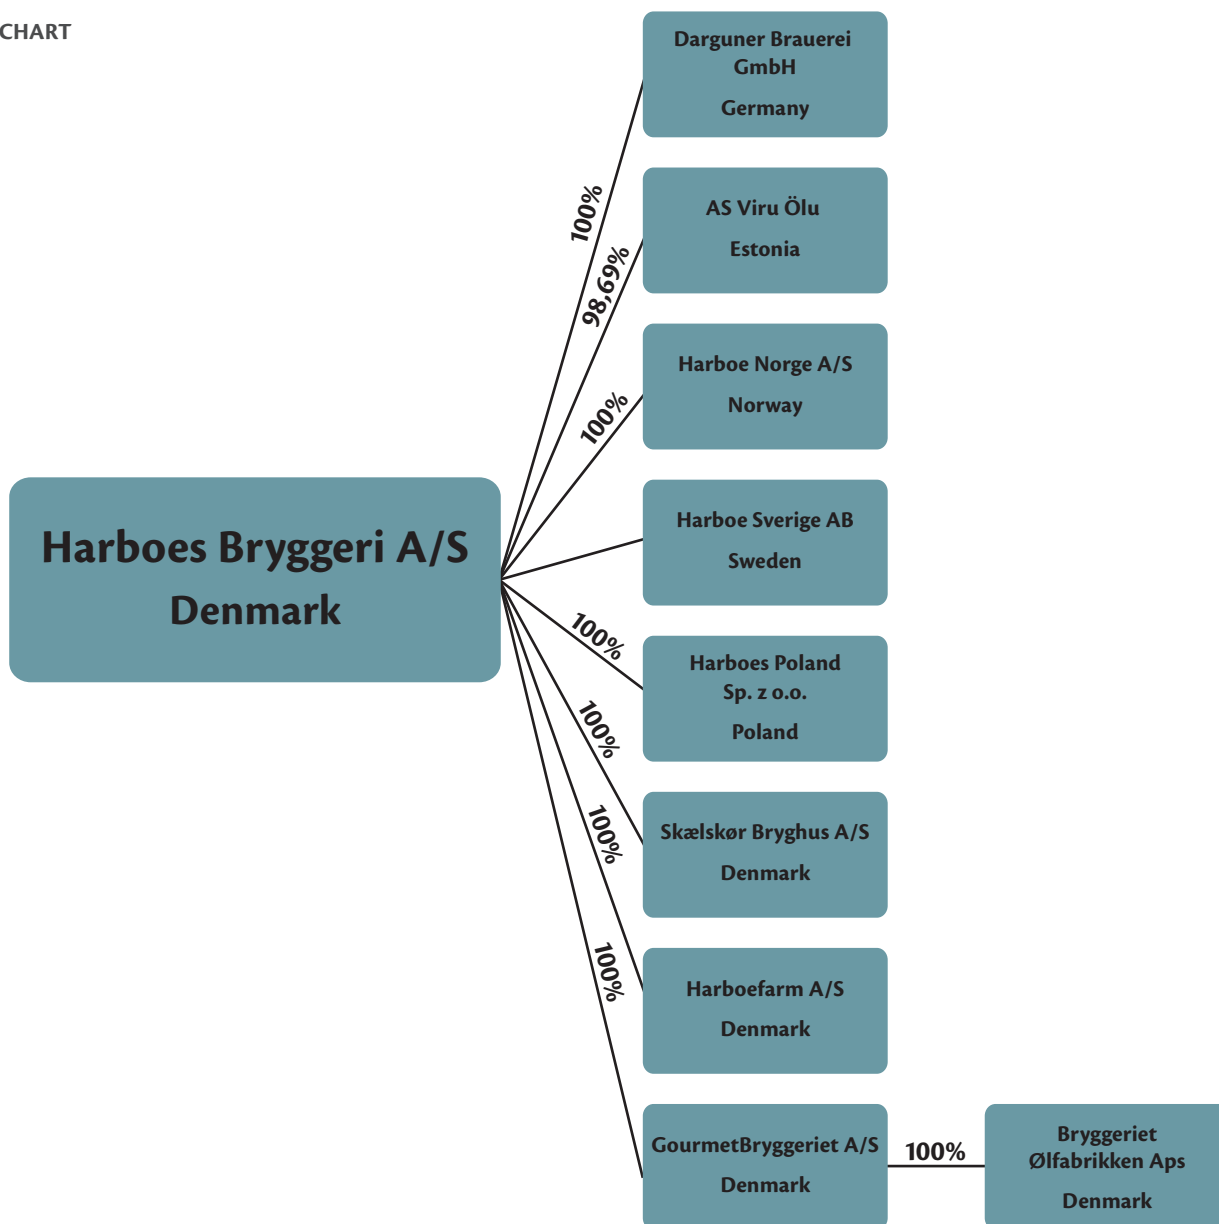 CHART
Darguner Brauerei
GmbH
Germany
100%
AS Viru Ölu
Estonia
98,69%
Harboe Norge A/S
Norway
100%
Harboes Bryggeri A/S
Denmark
Harboe Sverige AB
Sweden
100%
Harboes Poland
Sp. z o.o.
Poland
100%
Skælskør Bryghus A/S
Denmark
100%
Harboefarm A/S
Denmark
100%
GourmetBryggeriet A/S
Denmark
100%
Bryggeriet
Ølfabrikken Aps
Denmark